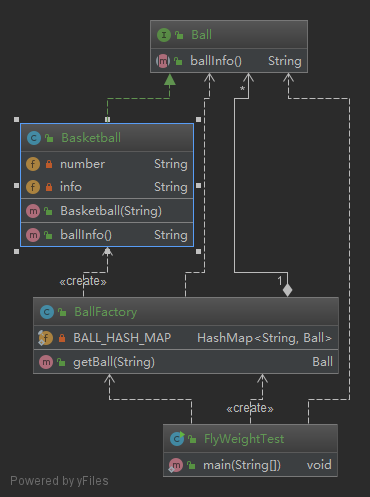 I Ball
m ballInfo() String
*
C Basketball
f number String
f info String
m Basketball(String)
m ballInfo() String
«create»
1
C BallFactory
f BALL_HASH_MAP HashMap<String, Ball>
m getBall(String) Ball
«create»
C FlyWeightTest
m main(String[]) void
Powered by yFiles